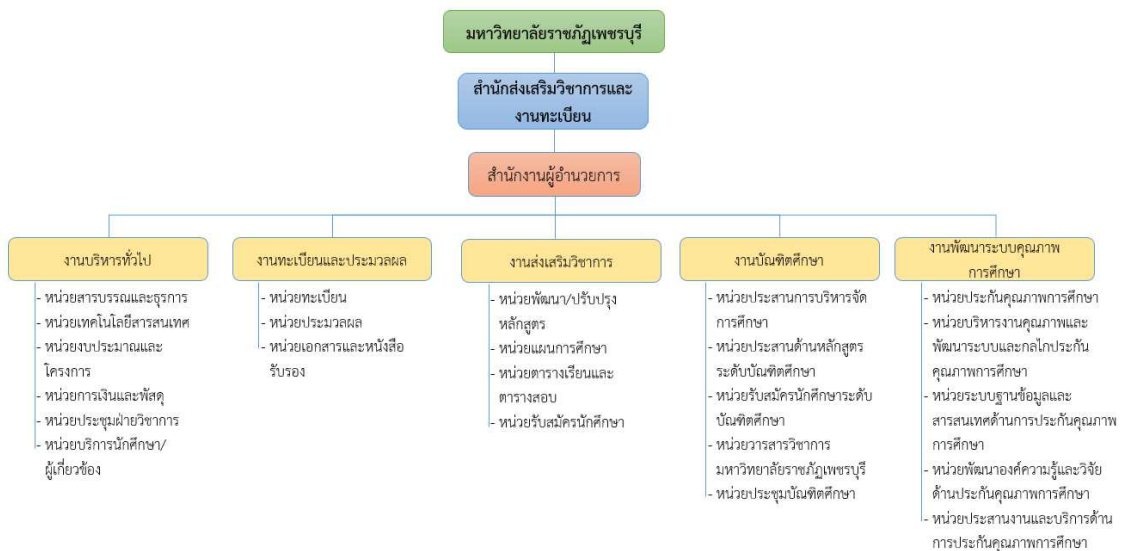 มหาวิทยาลัยราชภัฏเพชรบุรี
สำนักส่งเสริมวิชาการและ
งานทะเบียน
สำนักงานผู้อำนวยการ
งานบริหารทั่วไป
- หน่วยสารบรรณและธุรการ
- หน่วยเทคโนโลยีสารสนเทศ
- หน่วยงบประมาณและ
โครงการ
- หน่วยการเงินและพัสดุ
- หน่วยประชุมฝ่ายวิชาการ
- หน่วยบริการนักศึกษา/
ผู้เกี่ยวข้อง
งานทะเบียนและประมวลผล
- หน่วยทะเบียน
- หน่วยประมวลผล
- หน่วยเอกสารและหนังสือ
รับรอง
งานส่งเสริมวิชาการ
- หน่วยพัฒนา/ปรับปรุง
หลักสูตร
- หน่วยแผนการศึกษา
- หน่วยตารางเรียนและ
ตารางสอบ
- หน่วยรับสมัครนักศึกษา
งานบัณฑิตศึกษา
- หน่วยประสานการบริหารจัด
การศึกษา
- หน่วยประสานด้านหลักสูตร
ระดับบัณฑิตศึกษา
- หน่วยรับสมัครนักศึกษาระดับ
บัณฑิตศึกษา
- หน่วยวารสารวิชาการ
มหาวิทยาลัยราชภัฏเพชรบุรี
- หน่วยประชุมบัณฑิตศึกษา
งานพัฒนาระบบคุณภาพ
การศึกษา
- หน่วยประกันคุณภาพการศึกษา
- หน่วยบริหารงานคุณภาพและ
พัฒนาระบบและกลไกประกัน
คุณภาพการศึกษา
- หน่วยระบบฐานข้อมูลและ
สารสนเทศด้านการประกันคุณภาพ
การศึกษา
- หน่วยพัฒนาองค์ความรู้และวิจัย
ด้านประกันคุณภาพการศึกษา
- หน่วยประสานงานและบริการด้าน
การประกันคุณภาพการศึกษา